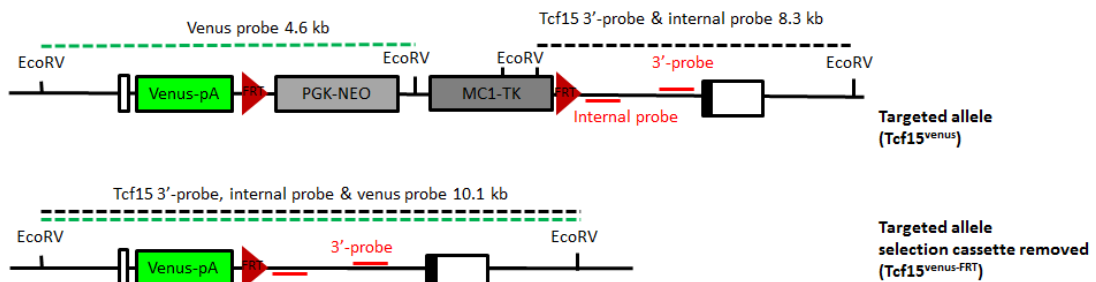 Tcf15 3’-probe & internal probe 8.3 kb
Venus probe 4.6 kb
EcoRV
EcoRV
EcoRV
EcoRV
3’-probe
Venus-pA
FRT
PGK-NEO
MC1-TK
FRT
Internal probe
Targeted allele
(Tcf15venus)
Tcf15 3’-probe, internal probe & venus probe 10.1 kb
EcoRV
EcoRV
3’-probe
Venus-pA
FRT
Targeted allele
selection cassette removed
(Tcf15venus-FRT)